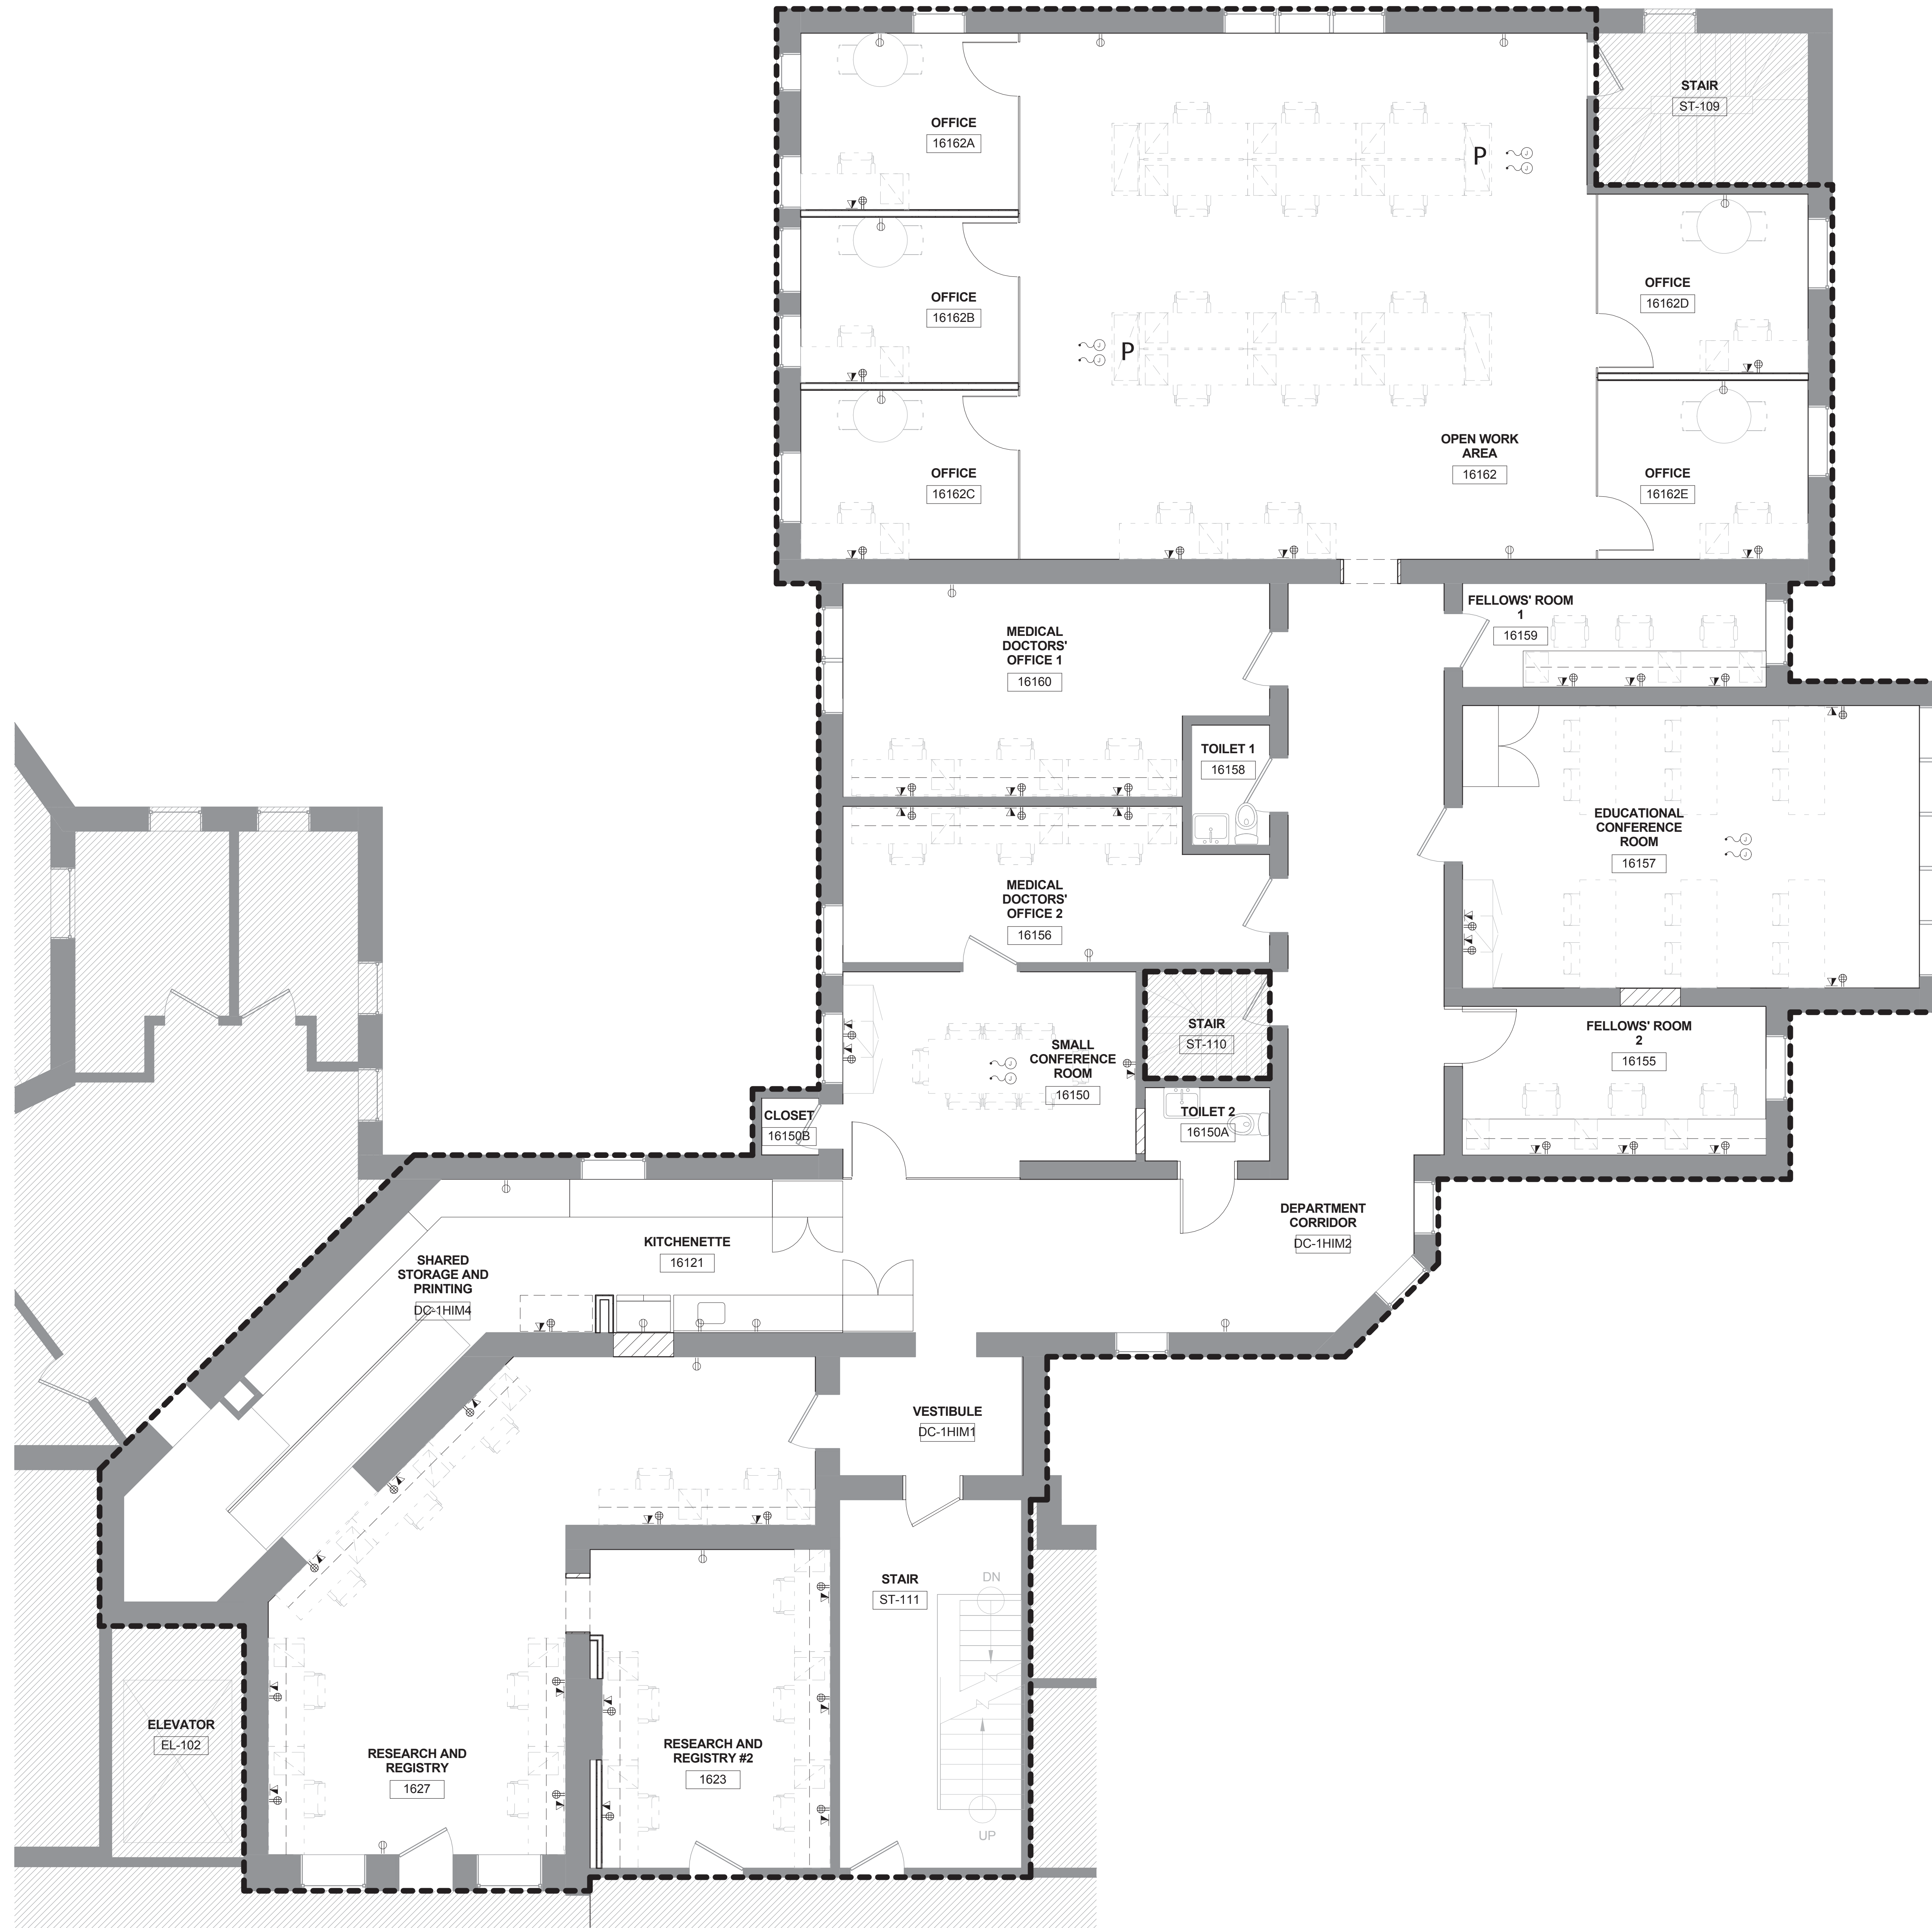 STAIR
ST-109
OFFICE
16162A
P
J
J
OFFICE
16162B
OFFICE
16162D
J
J
P
OPEN WORK
AREA
16162
OFFICE
16162C
OFFICE
16162E
FELLOWS' ROOM
1
16159
MEDICAL
DOCTORS'
OFFICE 1
16160
TOILET 1
16158
EDUCATIONAL
CONFERENCE
ROOM
16157
J
J
MEDICAL
DOCTORS'
OFFICE 2
16156
STAIR
ST-110
FELLOWS' ROOM
2
16155
SMALL
CONFERENCE
ROOM
16150
J
J
CLOSET
16150B
TOILET 2
16150A
DEPARTMENT
CORRIDOR
DC-1HIM2
KITCHENETTE
16121
SHARED
STORAGE AND
PRINTING
DC-1HIM4
VESTIBULE
DC-1HIM1
STAIR
ST-111
DN
ELEVATOR
EL-102
RESEARCH AND
REGISTRY
1627
RESEARCH AND
REGISTRY #2
1623
UP